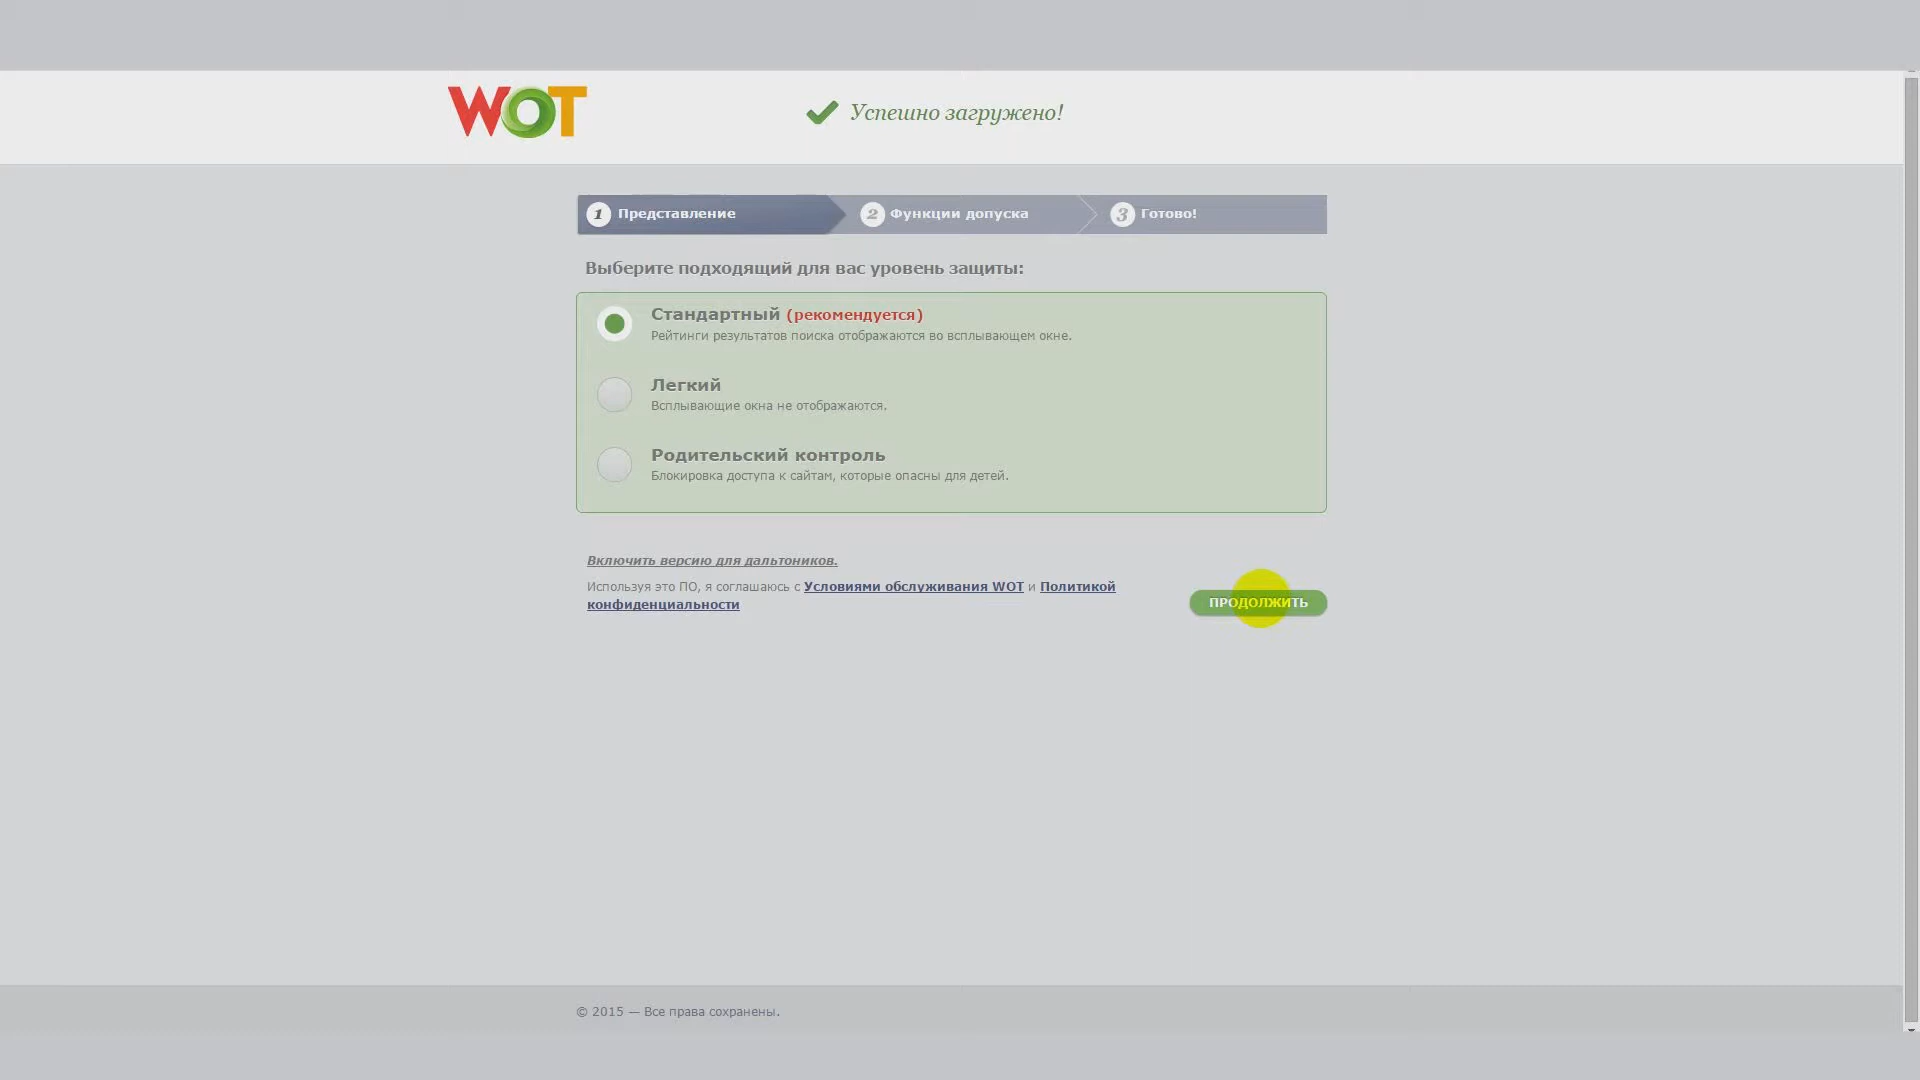 WOT
Успешно загружено!
1 Представление
2 Функции допуска
3 Готово!
Выберите подходящий для вас уровень защиты:
Стандартный (рекомендуется)
Рейтинги результатов поиска отображаются во всплывающем окне.
Легкий
Всплывающие окна не отображаются.
Родительский контроль
Блокировка доступа к сайтам, которые опасны для детей.
Включить версию для дальтоников.
Используя это ПО, я соглашаюсь с Условиями обслуживания WOT и Политикой
конфиденциальности
ПРОДОЛЖИТЬ
© 2015 — Все права сохранены.